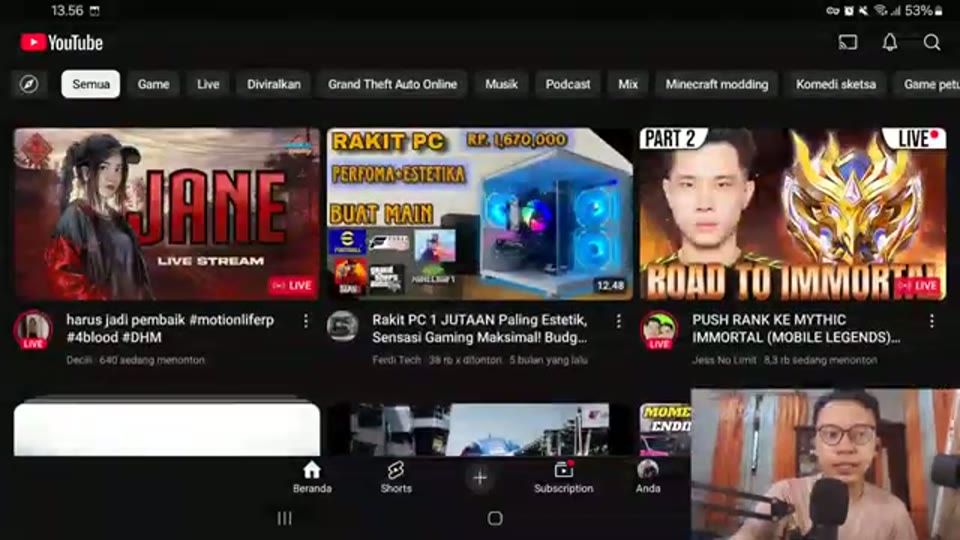 13.56
53%
YouTube
Semua
Game
Live
Diviralkan
Grand Theft Auto Online
Musik
Podcast
Mix
Minecraft modding
Komedi sketsa
Game petu
JANE
LIVE STREAM
LIVE
RAKIT PC
RP. 1,670,000
PERFOMA+ESTETIKA
BUAT MAIN
MINECRAFT
12.48
PART 2
LIVE
ROAD TO IMMORTAL
LIVE
LIVE
harus jadi pembaik #motionliferp
#4blood #DHM
Decili · 640 sedang menonton
Rakit PC 1 JUTAAN Paling Estetik,
Sensasi Gaming Maksimal! Budg...
Ferdi Tech · 38 rb x ditonton · 5 bulan yang lalu
LIVE
PUSH RANK KE MYTHIC
IMMORTAL (MOBILE LEGENDS)...
Jess No Limit · 8,3 rb sedang menonton
Beranda
Shorts
Subscription
Anda